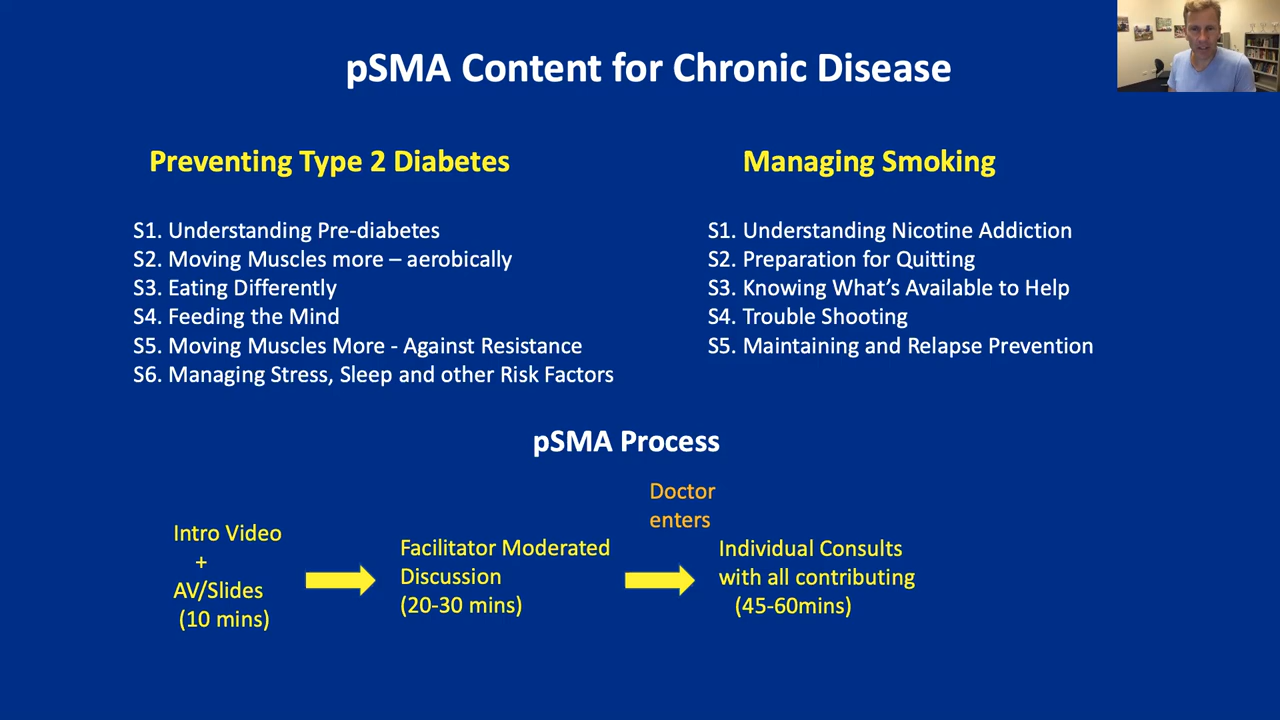 pSMA Content for Chronic Disease
Preventing Type 2 Diabetes
S1. Understanding Pre-diabetes
S2. Moving Muscles more – aerobically
S3. Eating Differently
S4. Feeding the Mind
S5. Moving Muscles More - Against Resistance
S6. Managing Stress, Sleep and other Risk Factors
Managing Smoking
S1. Understanding Nicotine Addiction
S2. Preparation for Quitting
S3. Knowing What’s Available to Help
S4. Trouble Shooting
S5. Maintaining and Relapse Prevention
pSMA Process
Intro Video
+
AV/Slides
(10 mins)
Facilitator Moderated
Discussion
(20-30 mins)
Doctor
enters
Individual Consults
with all contributing
(45-60mins)